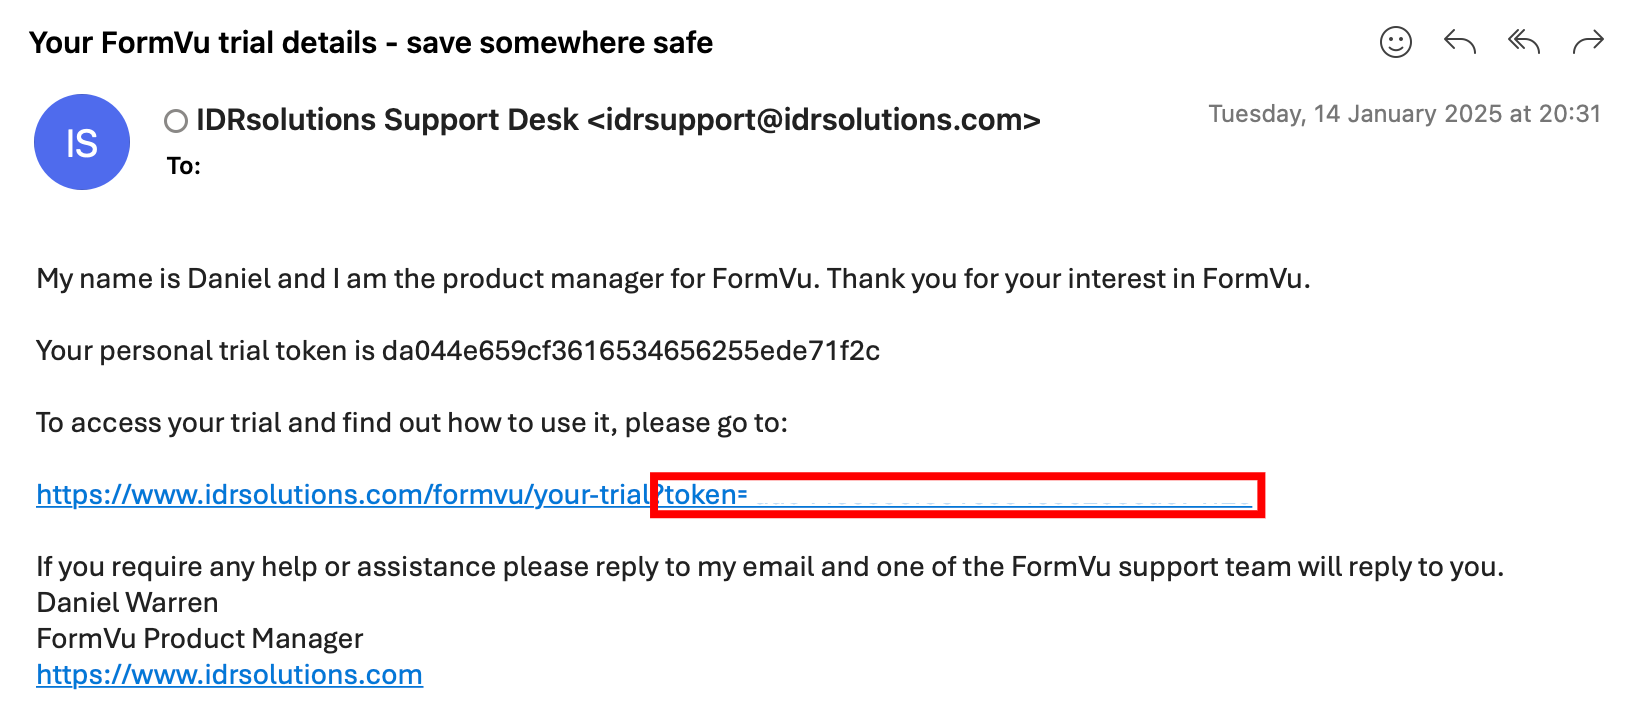 Your FormVu trial details - save somewhere safe
IS
IDRsolutions Support Desk <idrsupport@idrsolutions.com>
Tuesday, 14 January 2025 at 20:31
To:
My name is Daniel and I am the product manager for FormVu. Thank you for your interest in FormVu.
Your personal trial token is da044e659cf3616534656255ede71f2c
To access your trial and find out how to use it, please go to:
https://www.idrsolutions.com/formvu/your-trial?token=
If you require any help or assistance please reply to my email and one of the FormVu support team will reply to you.
Daniel Warren
FormVu Product Manager
https://www.idrsolutions.com